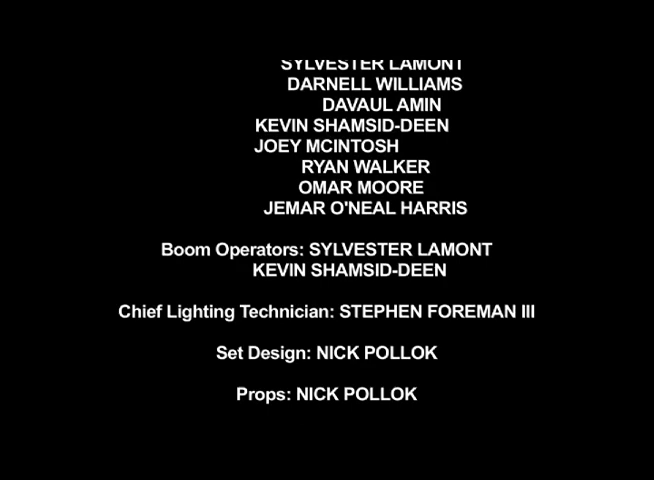 SYLVESTER LAMONT
DARNELL WILLIAMS
DAVAUL AMIN
KEVIN SHAMSID-DEEN
JOEY MCINTOSH
RYAN WALKER
OMAR MOORE
JEMAR O'NEAL HARRIS
Boom Operators: SYLVESTER LAMONT
KEVIN SHAMSID-DEEN
Chief Lighting Technician: STEPHEN FOREMAN III
Set Design: NICK POLLOK
Props: NICK POLLOK